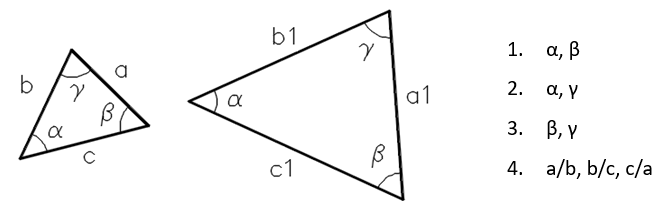 b
a
γ
α
β
c
b1
γ
α
a1
β
c1
1. α, β
2. α, γ
3. β, γ
4. a/b, b/c, c/a